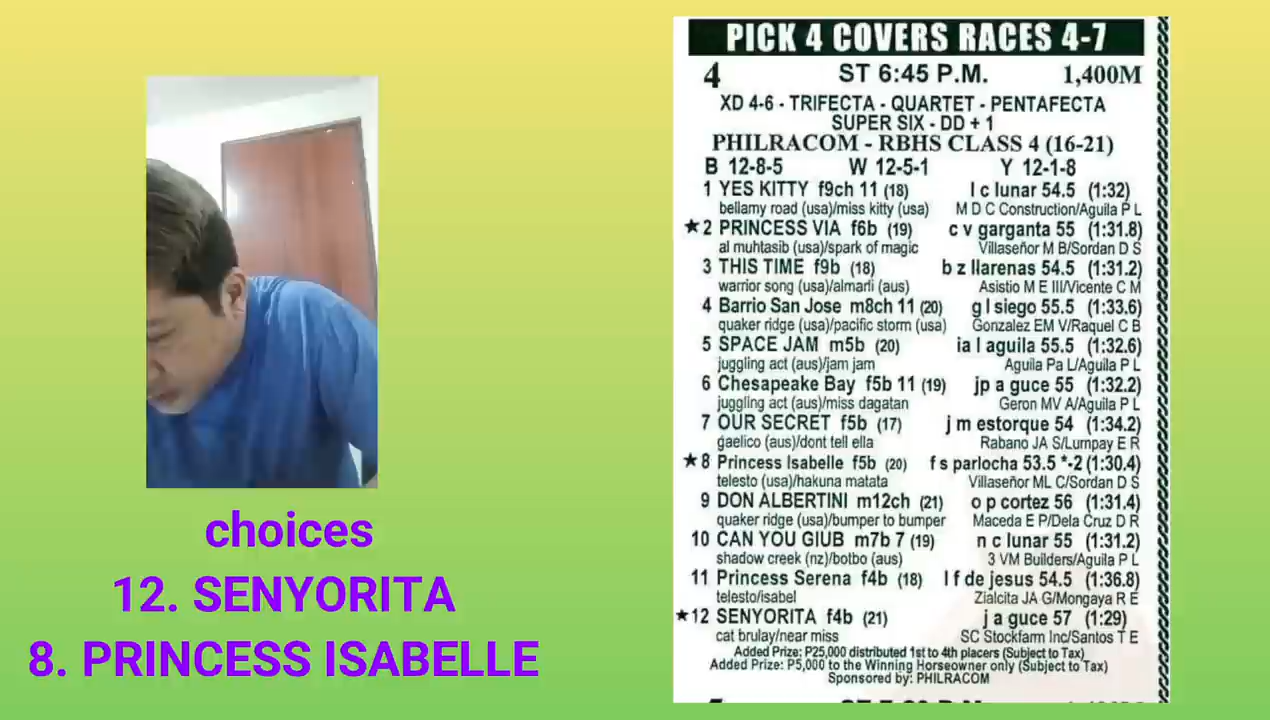 PICK 4 COVERS RACES 4-7
4 ST 6:45 P.M. 1,400M
XD 4-6 - TRIFECTA - QUARTET - PENTAFECTA
SUPER SIX - DD + 1
PHILRACOM - RBHS CLASS 4 (16-21)
B 12-8-5 W 12-5-1 Y 12-1-8
1 YES KITTY f9ch 11 (18) l c lunar 54.5 (1:32)
bellamy road (usa)/miss kitty (usa) M D C Construction/Aguila P L
★2 PRINCESS VIA f6b (19) c v garganta 55 (1:31.8)
al muhtasib (usa)/spark of magic Villaseñor M B/Sordan D S
3 THIS TIME f9b (18) b z llarenas 54.5 (1:31.2)
warrior song (usa)/almarli (aus) Asistio M E III/Vicente C M
4 Barrio San Jose m8ch 11 (20) g l siego 55.5 (1:33.6)
quaker ridge (usa)/pacific storm (usa) Gonzalez EM V/Raquel C B
5 SPACE JAM m5b (20) ia l aguila 55.5 (1:32.6)
juggling act (aus)/jam jam Aguila Pa L/Aguila P L
6 Chesapeake Bay f5b 11 (19) jp a guce 55 (1:32.2)
juggling act (aus)/miss dagatan Geron MV A/Aguila P L
7 OUR SECRET f5b (17) j m estorque 54 (1:34.2)
gaelico (aus)/dont tell ella Rabano JA S/Lumpay E R
★8 Princess Isabelle f5b (20) f s parlocha 53.5 *-2 (1:30.4)
telesto (usa)/hakuna matata Villaseñor ML C/Sordan D S
9 DON ALBERTINI m12ch (21) o p cortez 56 (1:31.4)
quaker ridge (usa)/bumper to bumper Maceda E P/Dela Cruz D R
10 CAN YOU GIUB m7b 7 (19) n c lunar 55 (1:31.2)
shadow creek (nz)/botbo (aus) 3 VM Builders/Aguila P L
11 Princess Serena f4b (18) l f de jesus 54.5 (1:36.8)
telesto/isabel Zialcita JA G/Mongaya R E
★12 SENYORITA f4b (21) j a guce 57 (1:29)
cat brulay/near miss SC Stockfarm Inc/Santos T E
Added Prize: P25,000 distributed 1st to 4th placers (Subject to Tax)
Added Prize: P5,000 to the Winning Horseowner only (Subject to Tax)
Sponsored by: PHILRACOM
choices
12. SENYORITA
8. PRINCESS ISABELLE